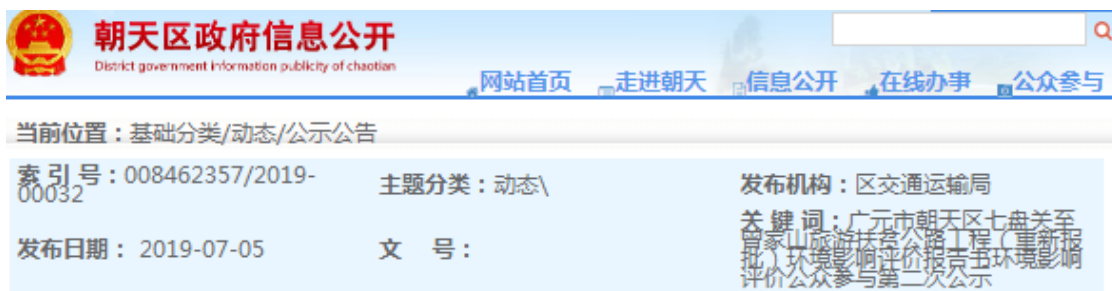 朝天区政府信息公开
District government information publicity of chaotian
网站首页 走进朝天 信息公开 在线办事 公众参与
当前位置：基础分类/动态/公示公告
索 引 号：008462357/2019-
00032
主题分类：动态\
发布机构：区交通运输局
发布日期： 2019-07-05
文 号：
关 键 词：广元市朝天区七盘关至
曾家山旅游扶贫公路工程（重新报
批）环境影响评价报告书环境影响
评价公众参与第二次公示